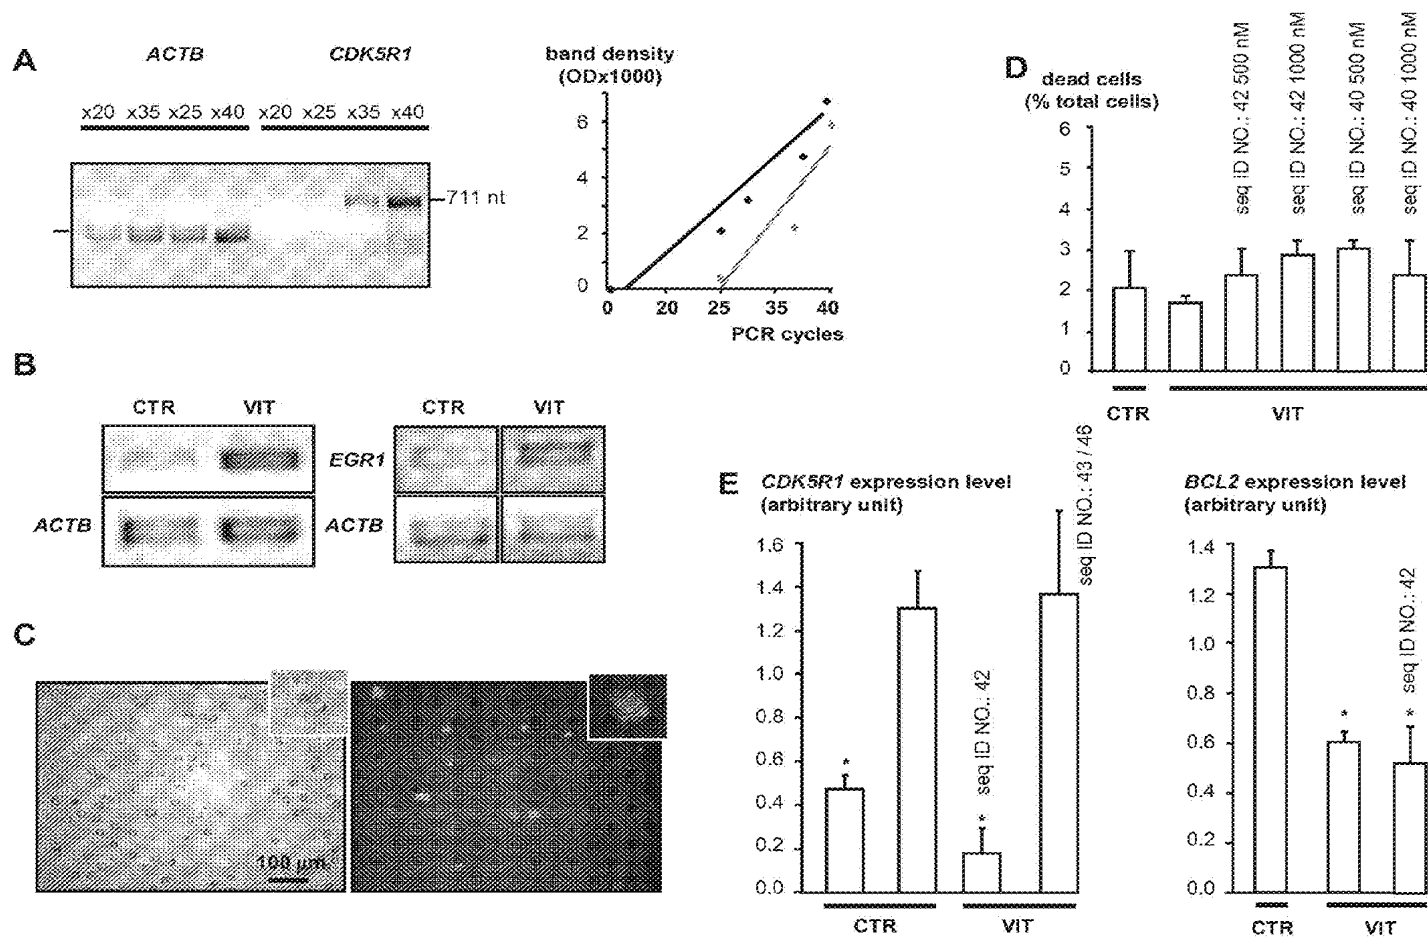 A
ACTB CDK5R1
x20 x35 x25 x40 x20 x25 x35 x40
711 nt
band density
(ODx1000)
6
4
2
0
0 20 25 35 40
PCR cycles
B
CTR VIT CTR VIT
EGR1
ACTB ACTB
C
100 µm
D
dead cells
(% total cells)
seq ID NO.: 42 500 nM
seq ID NO.: 42 1000 nM
seq ID NO.: 40 500 nM
seq ID NO.: 40 1000 nM
6
5
4
3
2
1
0
CTR VIT
E
CDK5R1 expression level
(arbitrary unit)
seq ID NO.: 43 / 46
1.6
1.4
1.2
1.0
0.8
0.6
0.4
0.2
0.0
*
* seq ID NO.: 42
CTR VIT
BCL2 expression level
(arbitrary unit)
1.4
1.2
1.0
0.8
0.6
0.4
0.2
0.0
*
* seq ID NO.: 42
CTR VIT